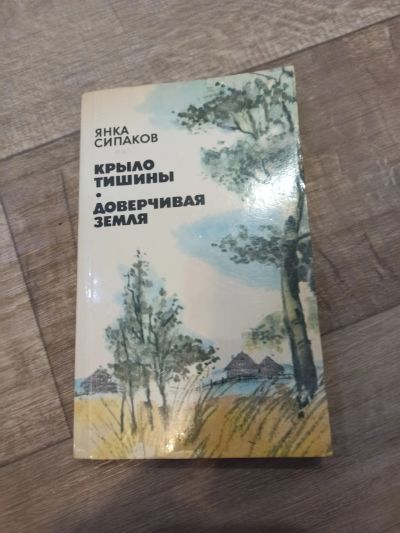 ЯНКА
СИПАКОВ
КРЫЛО
ТИШИНЫ
•
ДОВЕРЧИВАЯ
ЗЕМЛЯ